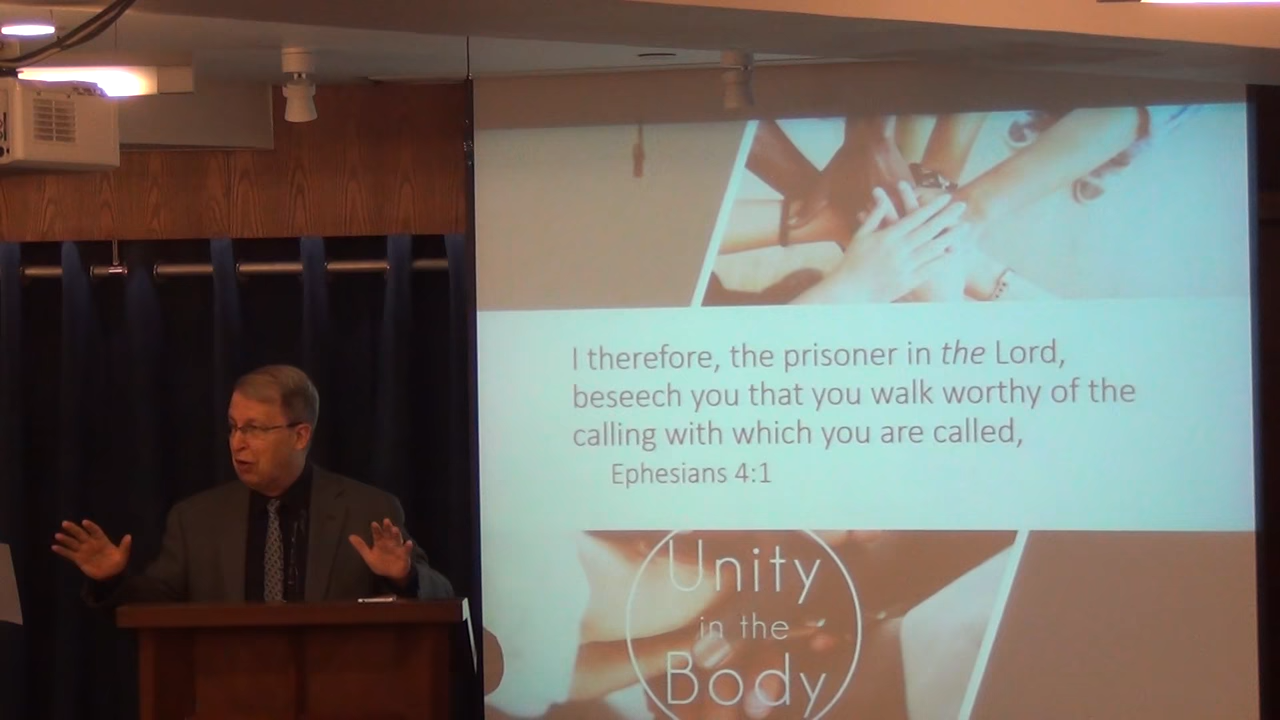 I therefore, the prisoner in the Lord,
beseech you that you walk worthy of the
calling with which you are called,
Ephesians 4:1
Unity
in the
Body